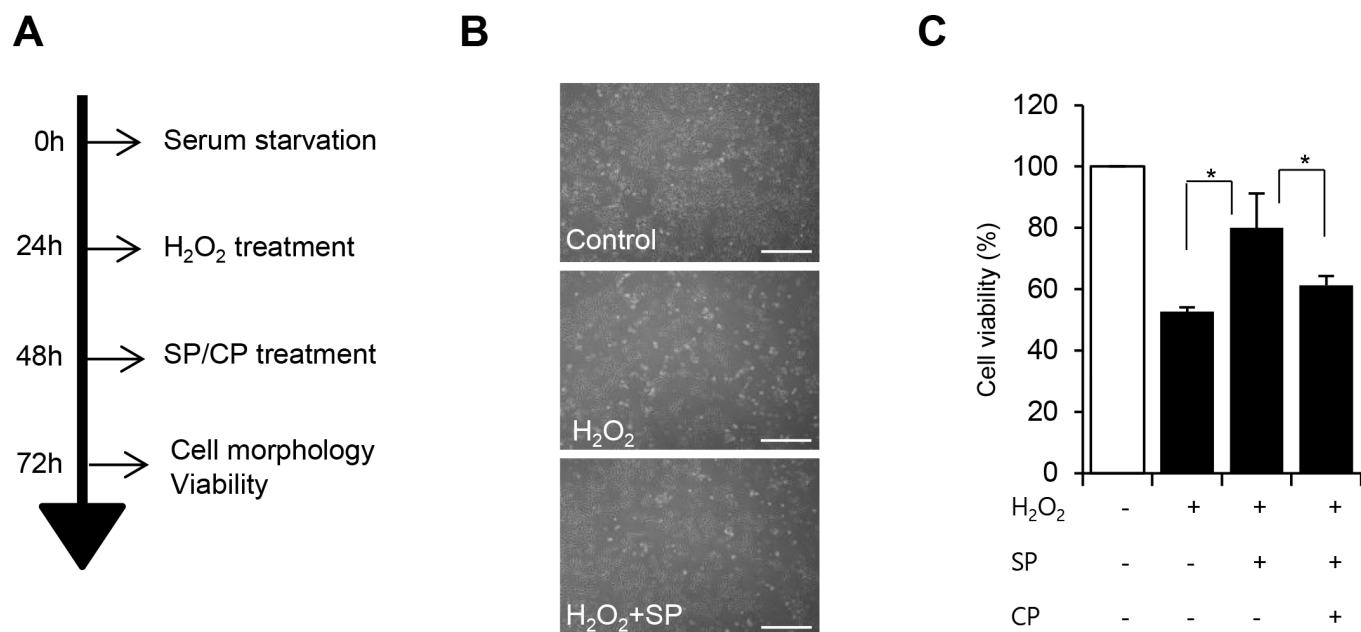 A
0h
Serum starvation
24h
H₂O₂ treatment
48h
SP/CP treatment
72h
Cell morphology
Viability
B
Control
H₂O₂
H₂O₂+SP
C
Cell viability (%)
120
100
80
60
40
20
0
*
*
H₂O₂ - + + +
SP - - + +
CP - - - +